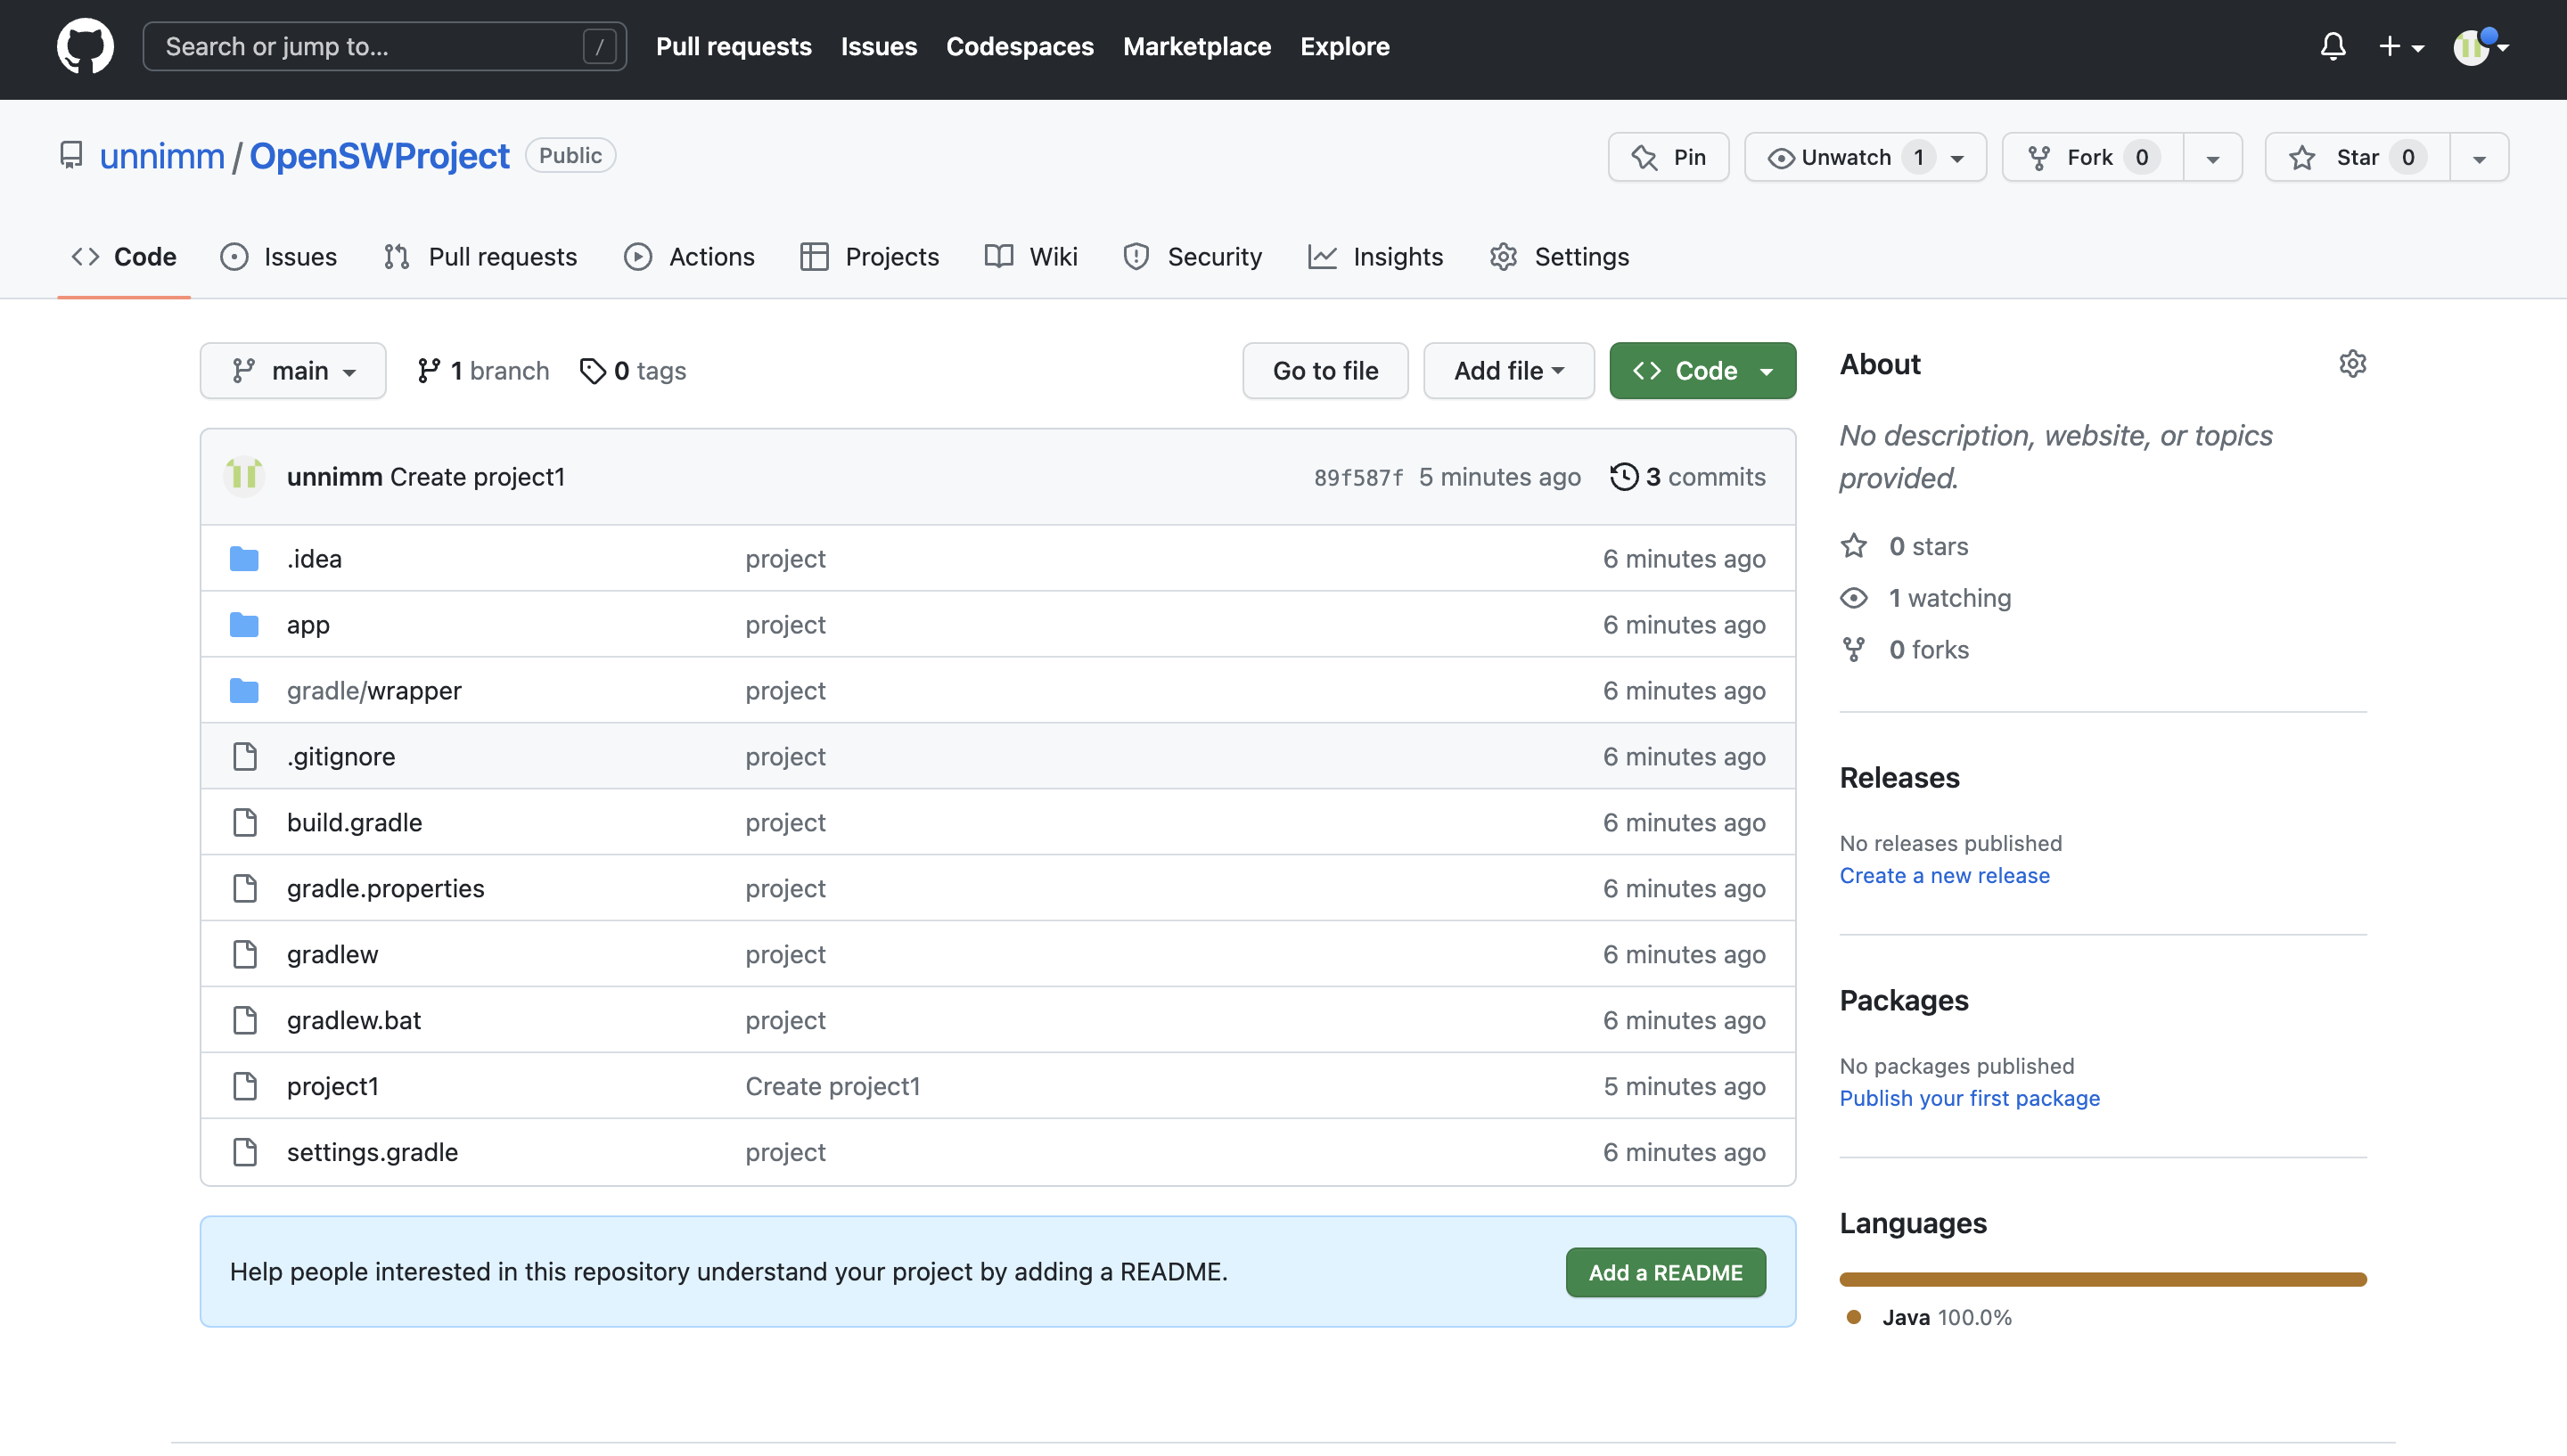 Search or jump to... /
Pull requests Issues Codespaces Marketplace Explore
unnimm / OpenSWProject Public
Pin Unwatch 1 Fork 0 Star 0
Code Issues Pull requests Actions Projects Wiki Security Insights Settings
main 1 branch 0 tags Go to file Add file Code
unnimm Create project1 89f587f 5 minutes ago 3 commits
.idea project 6 minutes ago
app project 6 minutes ago
gradle/wrapper project 6 minutes ago
.gitignore project 6 minutes ago
build.gradle project 6 minutes ago
gradle.properties project 6 minutes ago
gradlew project 6 minutes ago
gradlew.bat project 6 minutes ago
project1 Create project1 5 minutes ago
settings.gradle project 6 minutes ago
Help people interested in this repository understand your project by adding a README. Add a README
About
No description, website, or topics
provided.
0 stars
1 watching
0 forks
Releases
No releases published
Create a new release
Packages
No packages published
Publish your first package
Languages
Java 100.0%